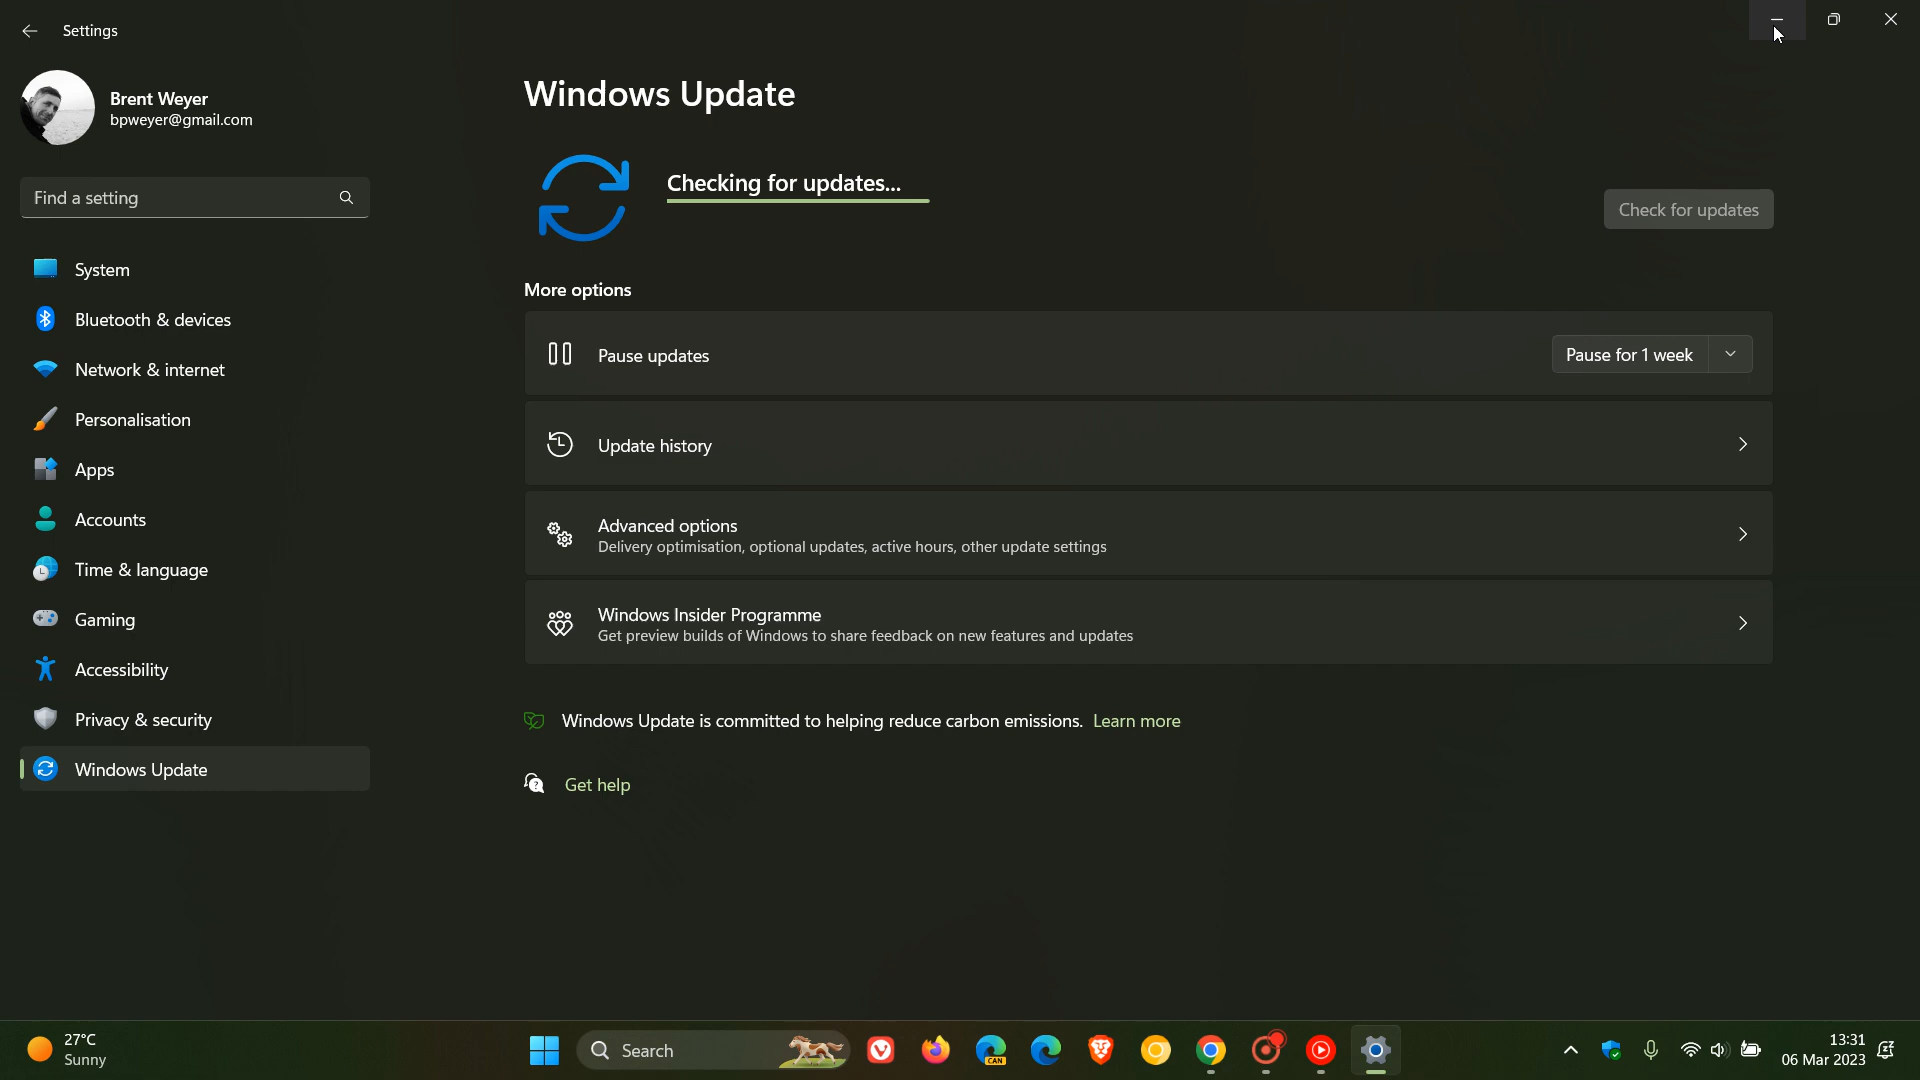 Settings
Brent Weyer
bpweyer@gmail.com
Find a setting
System
Bluetooth & devices
Network & internet
Personalisation
Apps
Accounts
Time & language
Gaming
Accessibility
Privacy & security
Windows Update
Windows Update
Checking for updates...
Check for updates
More options
Pause updates
Pause for 1 week
Update history
Advanced options
Delivery optimisation, optional updates, active hours, other update settings
Windows Insider Programme
Get preview builds of Windows to share feedback on new features and updates
Windows Update is committed to helping reduce carbon emissions. Learn more
Get help
27°C
Sunny
Search
CAN
13:31
06 Mar 2023